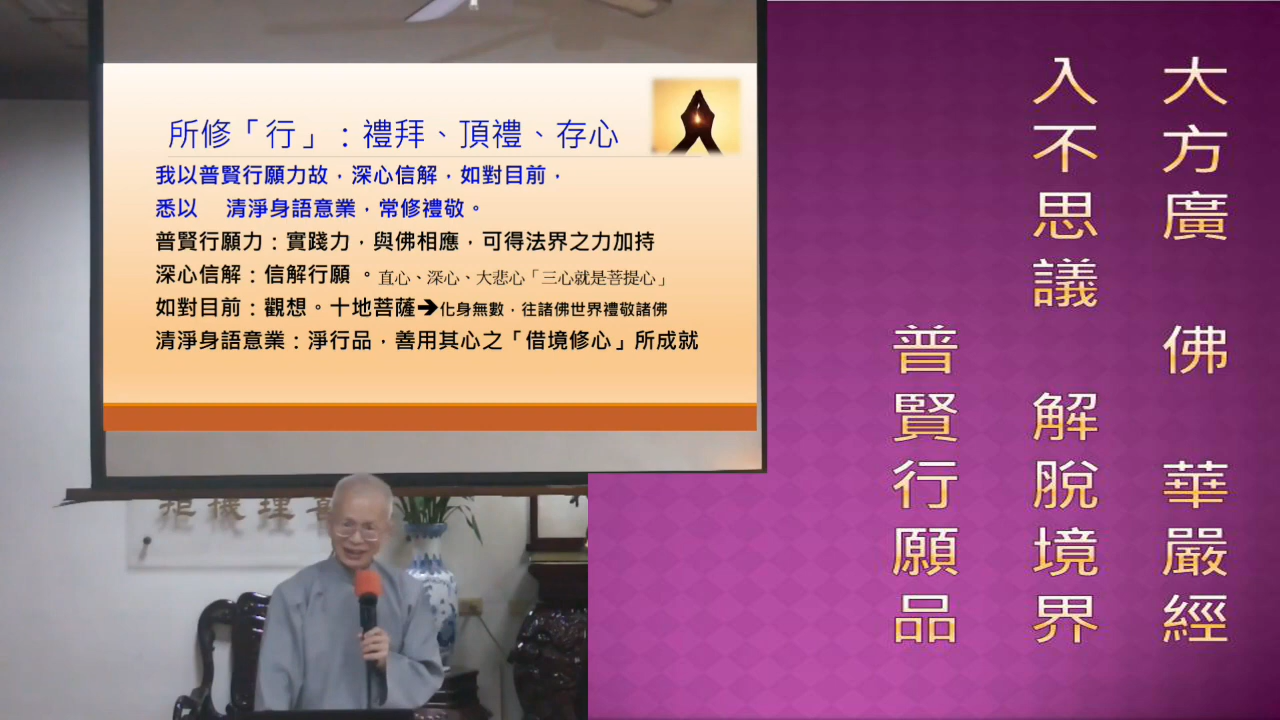 所修「行」：禮拜、頂禮、存心
我以普賢行願力故，深心信解，如對目前，
悉以　清淨身語意業，常修禮敬。
普賢行願力：實踐力，與佛相應，可得法界之力加持
深心信解：信解行願 。直心、深心、大悲心「三心就是菩提心」
如對目前：觀想。十地菩薩➔化身無數，往諸佛世界禮敬諸佛
清淨身語意業：淨行品，善用其心之「借境修心」所成就
大方廣　佛　華嚴經
入不思議　解脫境界
普賢行願品
理機